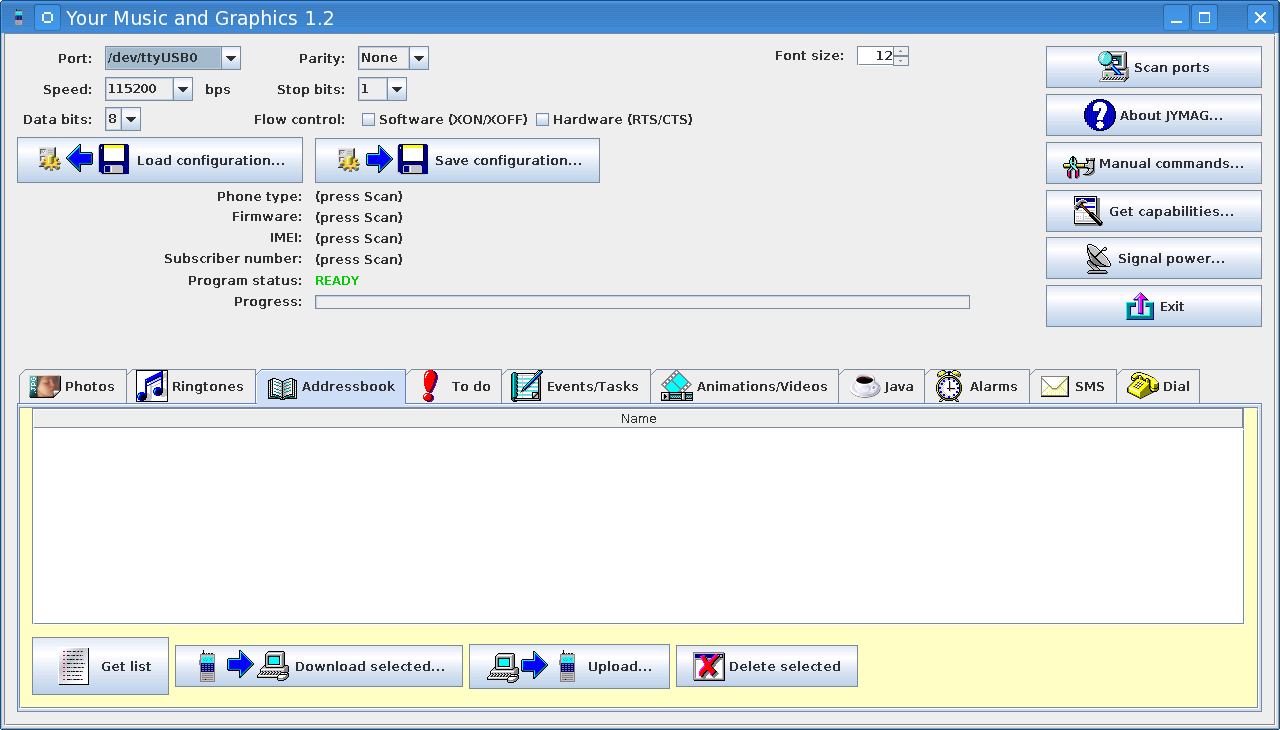 Your Music and Graphics 1.2
Port: /dev/ttyUSB0 Parity: None Font size: 12
Speed: 115200 bps Stop bits: 1
Data bits: 8 Flow control: Software (XON/XOFF) Hardware (RTS/CTS)
Load configuration... Save configuration...
Phone type: (press Scan)
Firmware: (press Scan)
IMEI: (press Scan)
Subscriber number: (press Scan)
Program status: READY
Progress:
Scan ports
About JYMAG...
Manual commands...
Get capabilities...
Signal power...
Exit
JPG Photos Ringtones Addressbook To do Events/Tasks Animations/Videos Java Alarms SMS Dial
Name
Get list Download selected... Upload... Delete selected